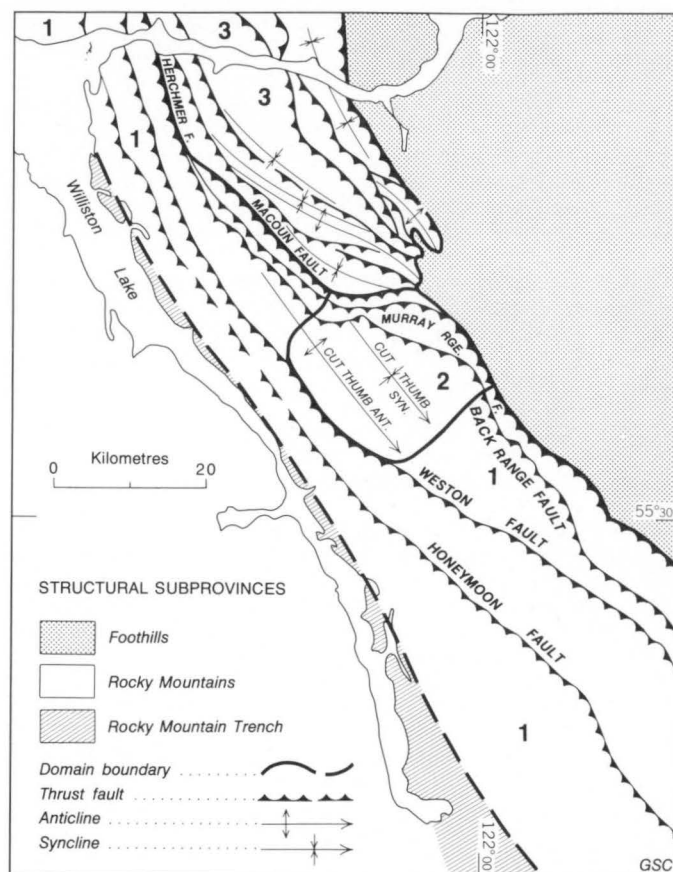 1
3
122°00'
HERCHMER F.
3
1
Williston
Lake
MACOUN FAULT
MURRAY RGE. F.
CUT THUMB SYN.
CUT THUMB ANT.
2
BACK RANGE FAULT
1
Kilometres
0 20
WESTON FAULT
55°30
HONEYMOON FAULT
STRUCTURAL SUBPROVINCES
Foothills
Rocky Mountains
1
Rocky Mountain Trench
Domain boundary
Thrust fault
Anticline
Syncline
122°00'
GSC